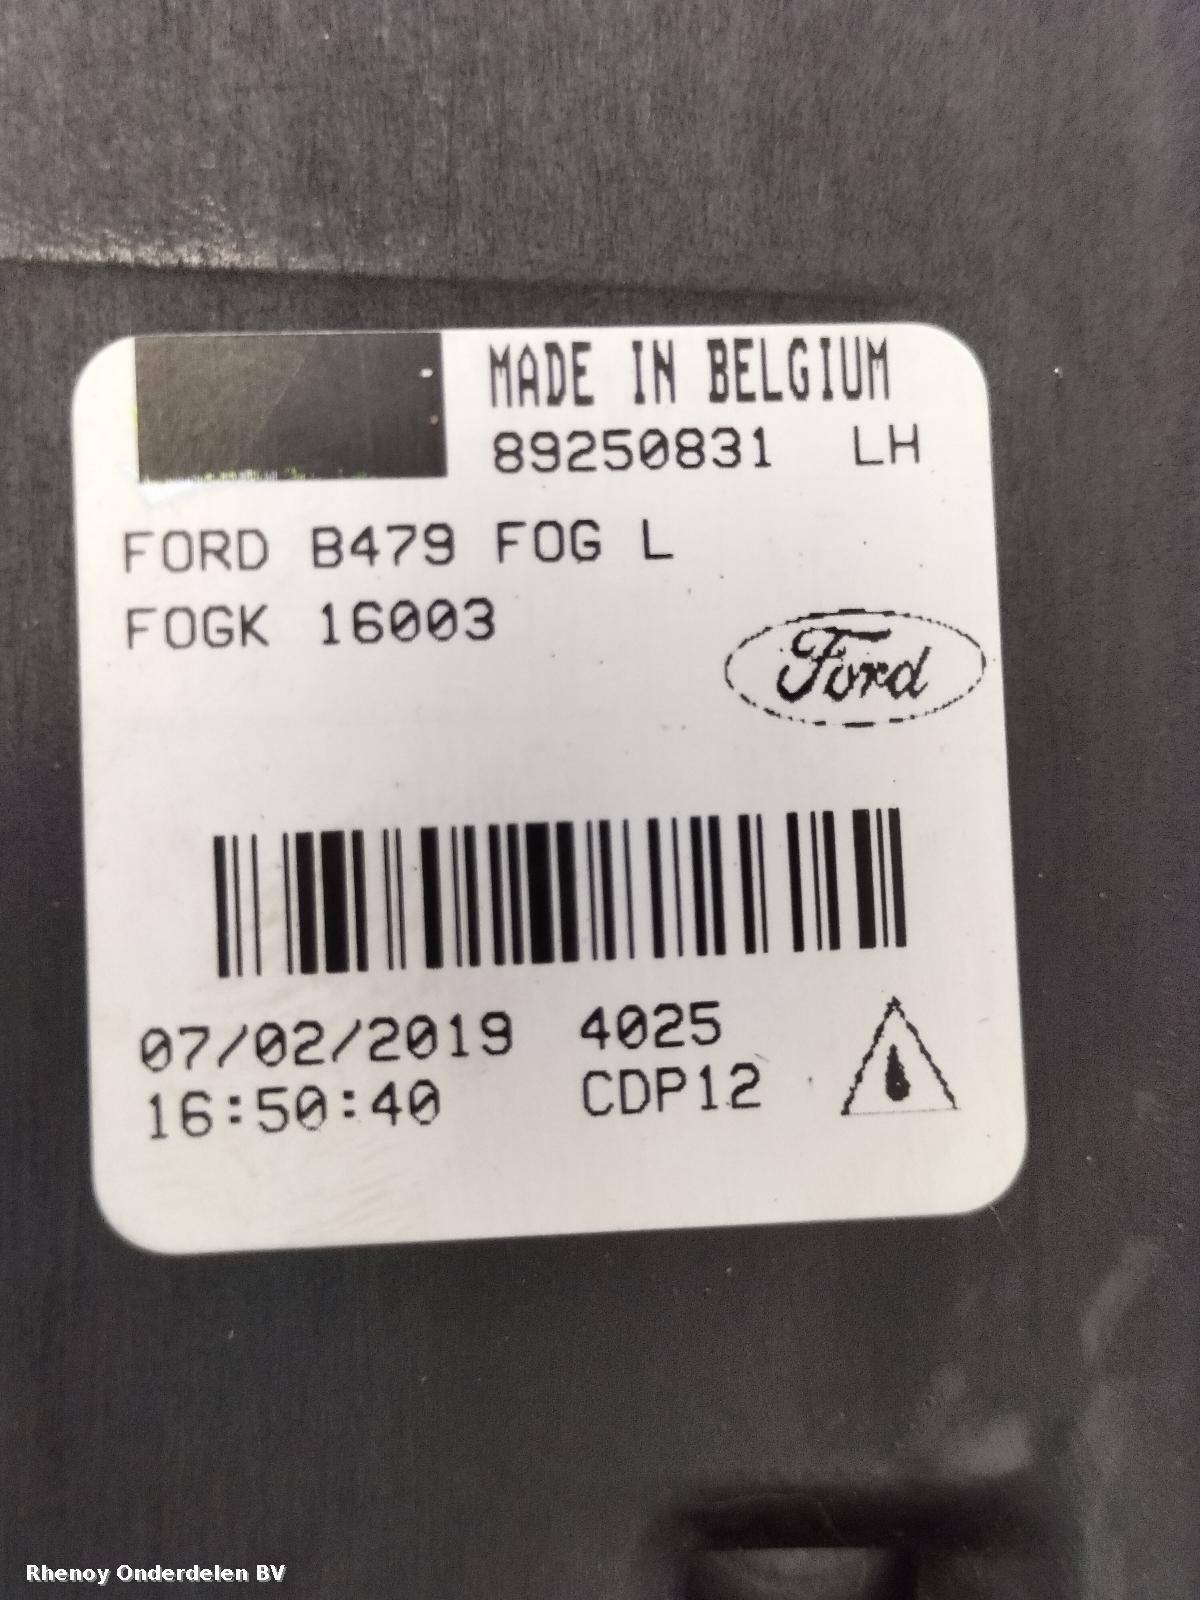 MADE IN BELGIUM
89250831 LH
FORD B479 FOG L
FOGK 16003
Ford
07/02/2019 4025
16:50:40 CDP12
Rhenoy Onderdelen BV